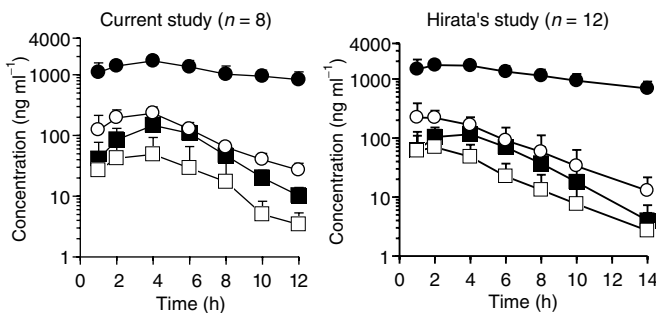 Current study (n = 8)
Hirata's study (n = 12)
Concentration (ng ml⁻¹)
4000
1000
100
10
1
0 2 4 6 8 10 12
Time (h)
Concentration (ng ml⁻¹)
4000
1000
100
10
1
0 2 4 6 8 10 12 14
Time (h)